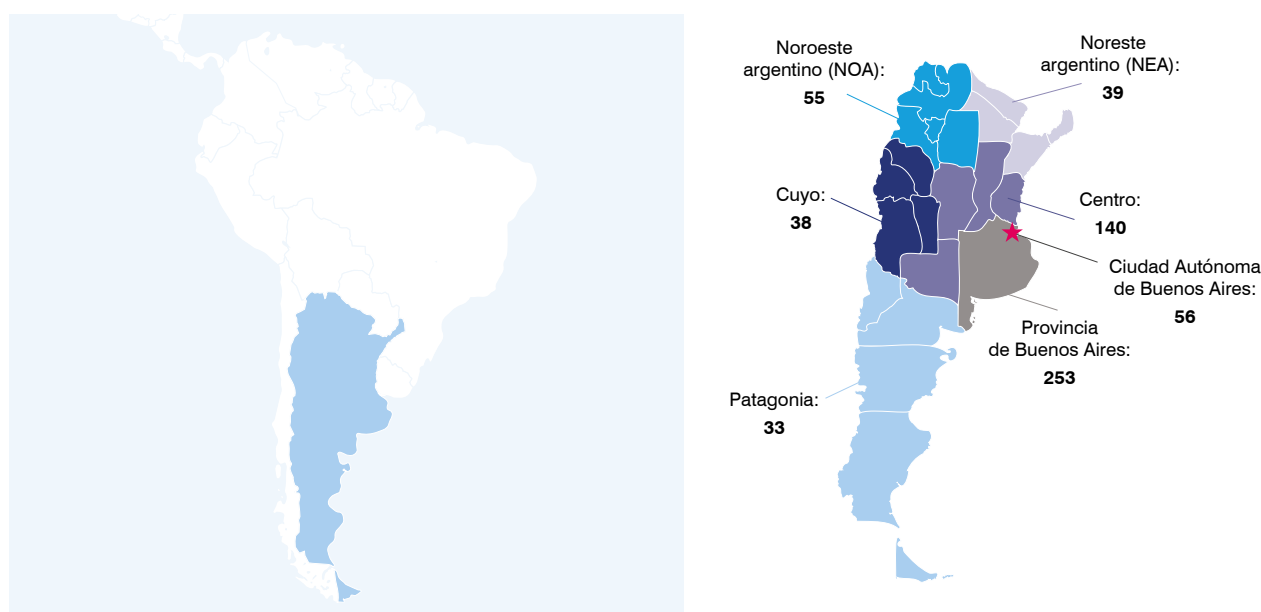 Noroeste
argentino (NOA):
55
Noreste
argentino (NEA):
39
Cuyo:
38
Centro:
140
Ciudad Autónoma
de Buenos Aires:
56
Provincia
de Buenos Aires:
253
Patagonia:
33